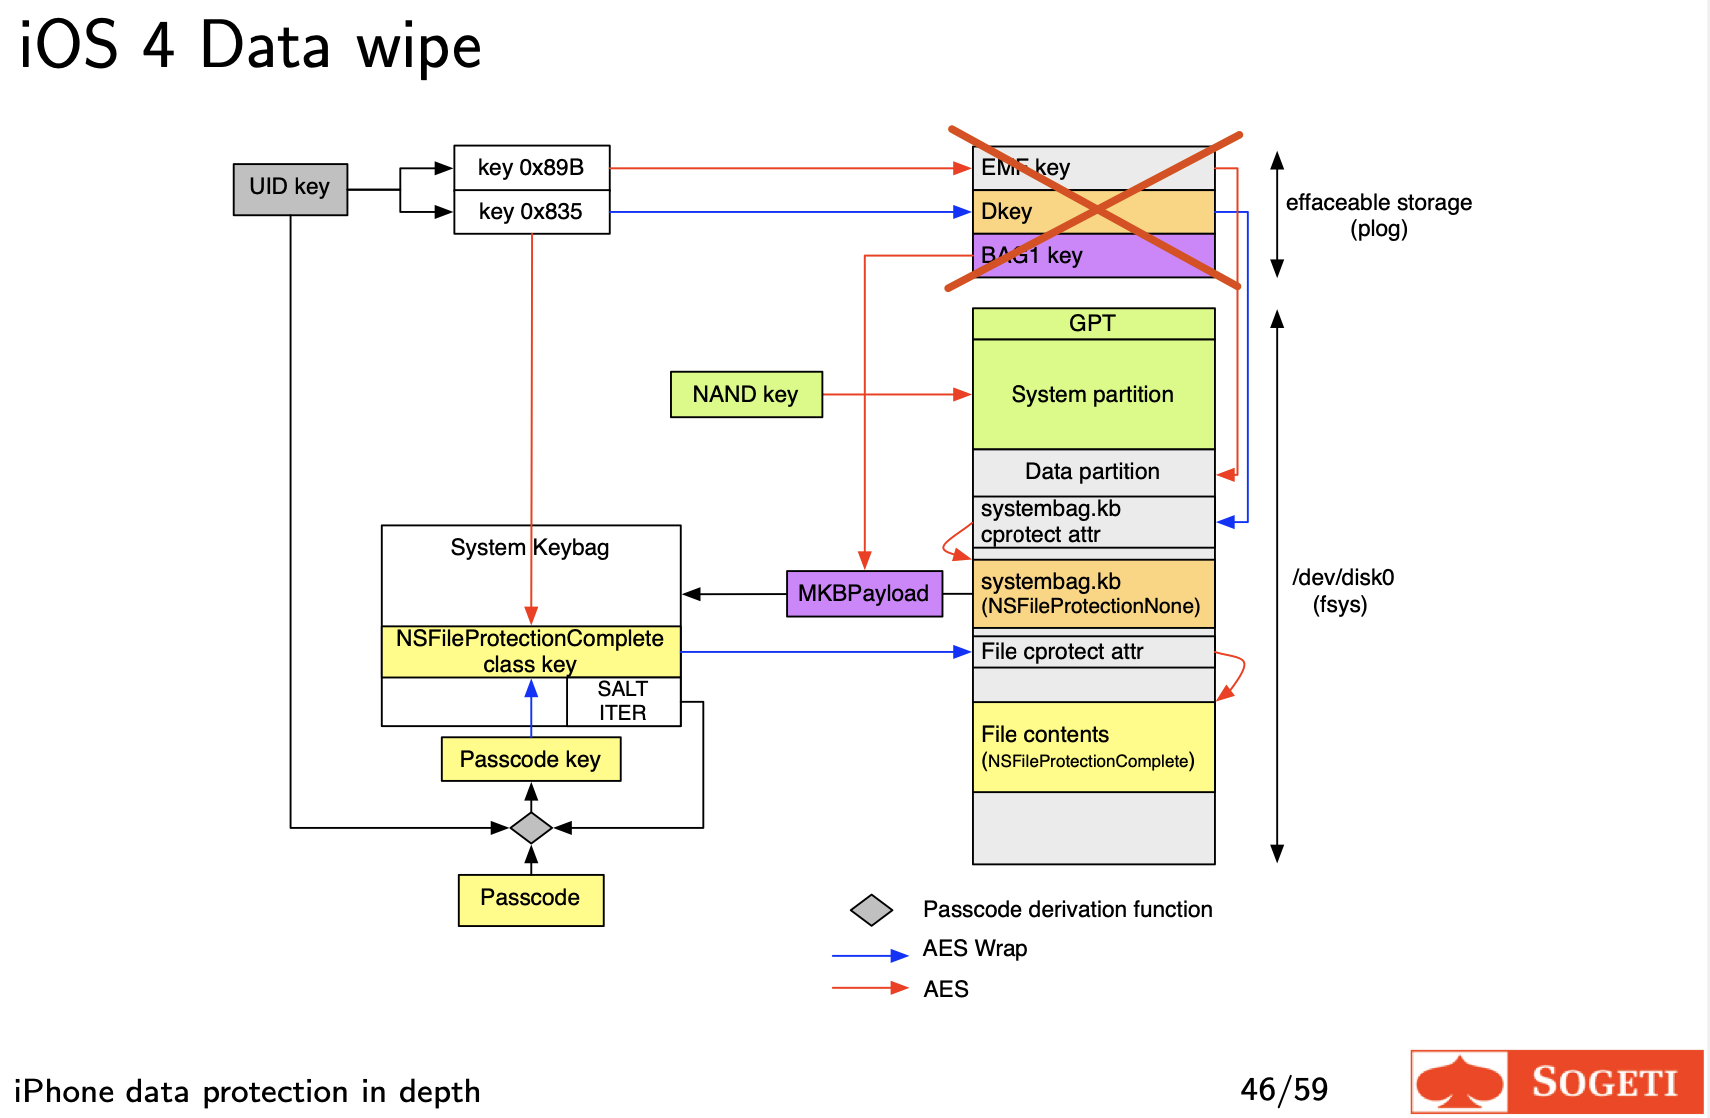 iOS 4 Data wipe
UID key
key 0x89B
key 0x835
EMF key
Dkey
BAG1 key
effaceable storage
(plog)
GPT
NAND key
System partition
Data partition
systembag.kb
cprotect attr
System Keybag
MKBPayload
systembag.kb
(NSFileProtectionNone)
/dev/disk0
(fsys)
NSFileProtectionComplete
class key
File cprotect attr
SALT
ITER
File contents
(NSFileProtectionComplete)
Passcode key
Passcode
Passcode derivation function
AES Wrap
AES
iPhone data protection in depth
46/59
SOGETI